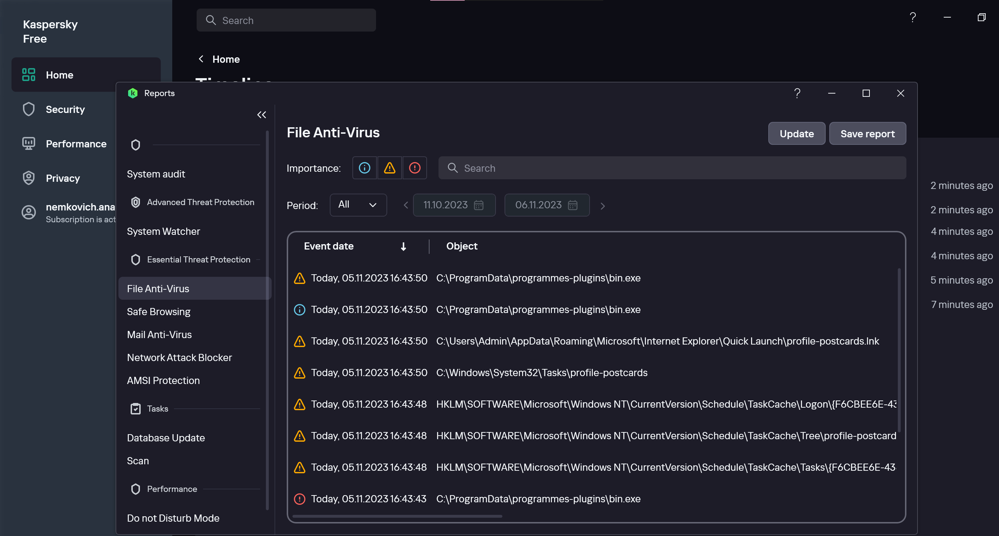 Kaspersky
Free
Search
Home
Home
Security
Performance
Privacy
nemkovich.ana
Subscription is act
Reports
System audit
Advanced Threat Protection
System Watcher
Essential Threat Protection
File Anti-Virus
Safe Browsing
Mail Anti-Virus
Network Attack Blocker
AMSI Protection
Tasks
Database Update
Scan
Performance
Do not Disturb Mode
File Anti-Virus
Update
Save report
Importance:
Search
Period:
All
11.10.2023
06.11.2023
Event date
Object
Today, 05.11.2023 16:43:50 C:\ProgramData\programmes-plugins\bin.exe
Today, 05.11.2023 16:43:50 C:\ProgramData\programmes-plugins\bin.exe
Today, 05.11.2023 16:43:50 C:\Users\Admin\AppData\Roaming\Microsoft\Internet Explorer\Quick Launch\profile-postcards.lnk
Today, 05.11.2023 16:43:50 C:\Windows\System32\Tasks\profile-postcards
Today, 05.11.2023 16:43:48 HKLM\SOFTWARE\Microsoft\Windows NT\CurrentVersion\Schedule\TaskCache\Logon\{F6CBEE6E-43
Today, 05.11.2023 16:43:48 HKLM\SOFTWARE\Microsoft\Windows NT\CurrentVersion\Schedule\TaskCache\Tree\profile-postcard
Today, 05.11.2023 16:43:48 HKLM\SOFTWARE\Microsoft\Windows NT\CurrentVersion\Schedule\TaskCache\Tasks\{F6CBEE6E-43
Today, 05.11.2023 16:43:43 C:\ProgramData\programmes-plugins\bin.exe
2 minutes ago
2 minutes ago
4 minutes ago
4 minutes ago
5 minutes ago
7 minutes ago